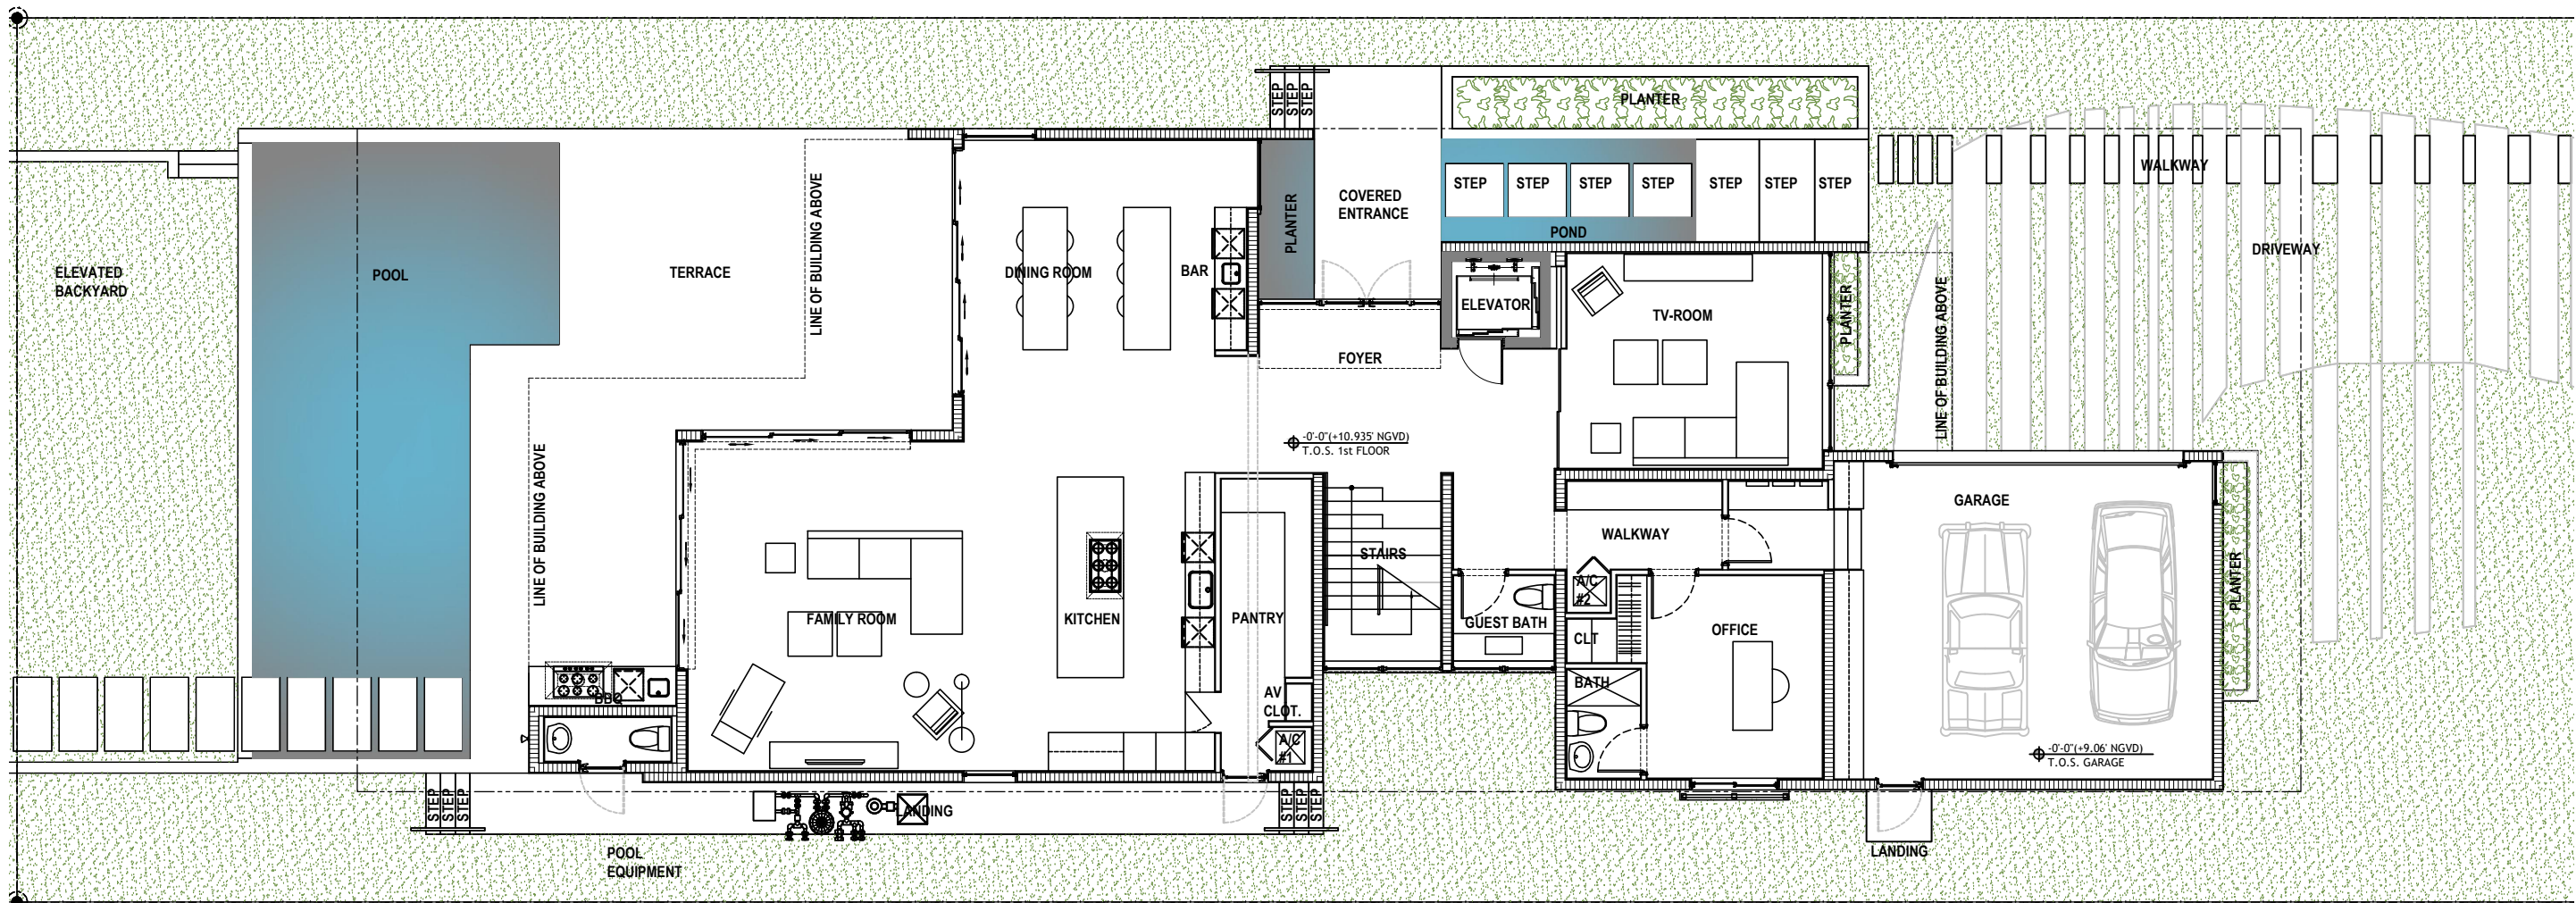 STEP
STEP
STEP
PLANTER
WALKWAY
STEP
STEP
STEP
STEP
STEP
STEP
STEP
COVERED
ENTRANCE
PLANTER
POND
DRIVEWAY
ELEVATED
BACKYARD
POOL
TERRACE
LINE OF BUILDING ABOVE
DINING ROOM
BAR
ELEVATOR
TV-ROOM
PLANTER
LINE OF BUILDING ABOVE
FOYER
-0'-0"(+10.935' NGVD)
T.O.S. 1st FLOOR
LINE OF BUILDING ABOVE
GARAGE
WALKWAY
STAIRS
A/C
#2
PLANTER
FAMILY ROOM
KITCHEN
PANTRY
GUEST BATH
CLT
OFFICE
BATH
BBQ
AV
CLOT.
A/C
#1
-0'-0"(+9.06' NGVD)
T.O.S. GARAGE
STEP
STEP
STEP
LANDING
STEP
STEP
STEP
POOL
EQUIPMENT
LANDING